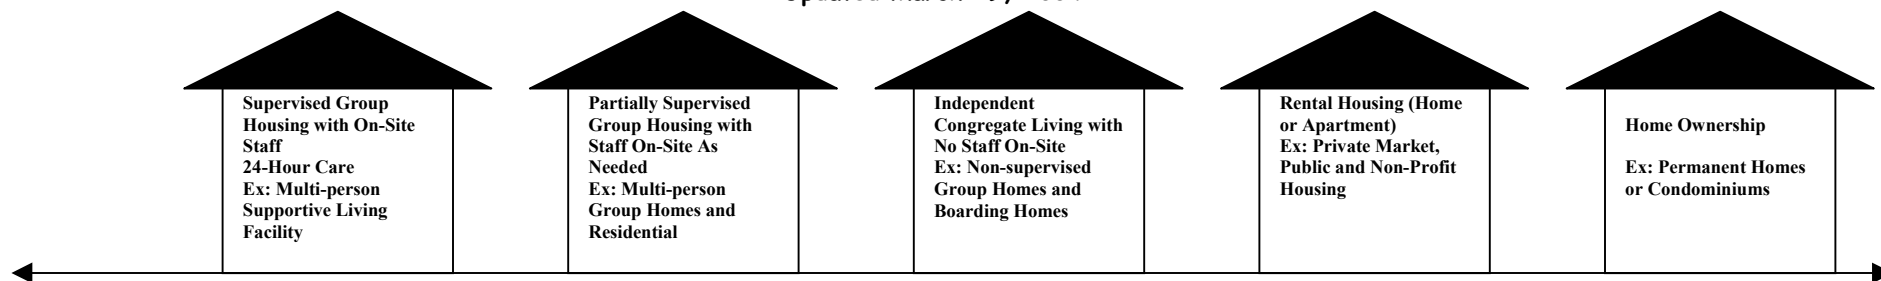 Supervised Group
Housing with On-Site
Staff
24-Hour Care
Ex: Multi-person
Supportive Living
Facility
Partially Supervised
Group Housing with
Staff On-Site As
Needed
Ex: Multi-person
Group Homes and
Residential
Independent
Congregate Living with
No Staff On-Site
Ex: Non-supervised
Group Homes and
Boarding Homes
Rental Housing (Home
or Apartment)
Ex: Private Market,
Public and Non-Profit
Housing
Home Ownership
Ex: Permanent Homes
or Condominiums